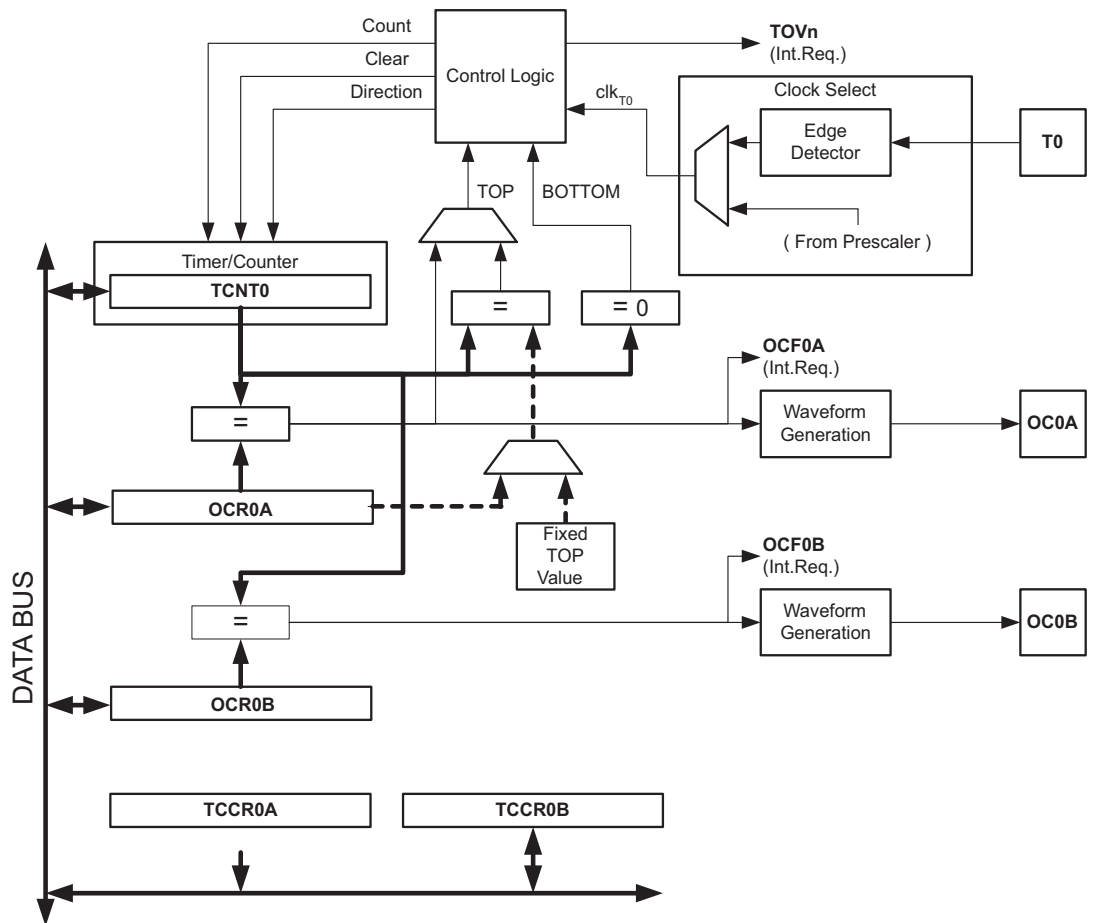 Count
Clear
Direction
Control Logic
TOVn
(Int.Req.)
clkT0
Clock Select
Edge
Detector
T0
( From Prescaler )
TOP
BOTTOM
Timer/Counter
TCNT0
=
= 0
OCF0A
(Int.Req.)
=
Waveform
Generation
OC0A
OCR0A
Fixed
TOP
Value
OCF0B
(Int.Req.)
=
Waveform
Generation
OC0B
OCR0B
DATA BUS
TCCR0A
TCCR0B